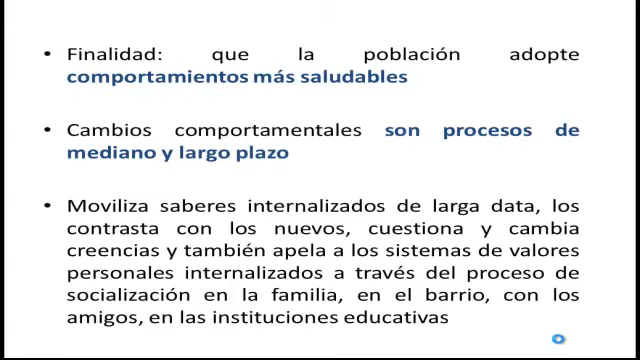 • Finalidad: que la población adopte
comportamientos más saludables
• Cambios comportamentales son procesos de
mediano y largo plazo
• Moviliza saberes internalizados de larga data, los
contrasta con los nuevos, cuestiona y cambia
creencias y también apela a los sistemas de valores
personales internalizados a través del proceso de
socialización en la familia, en el barrio, con los
amigos, en las instituciones educativas